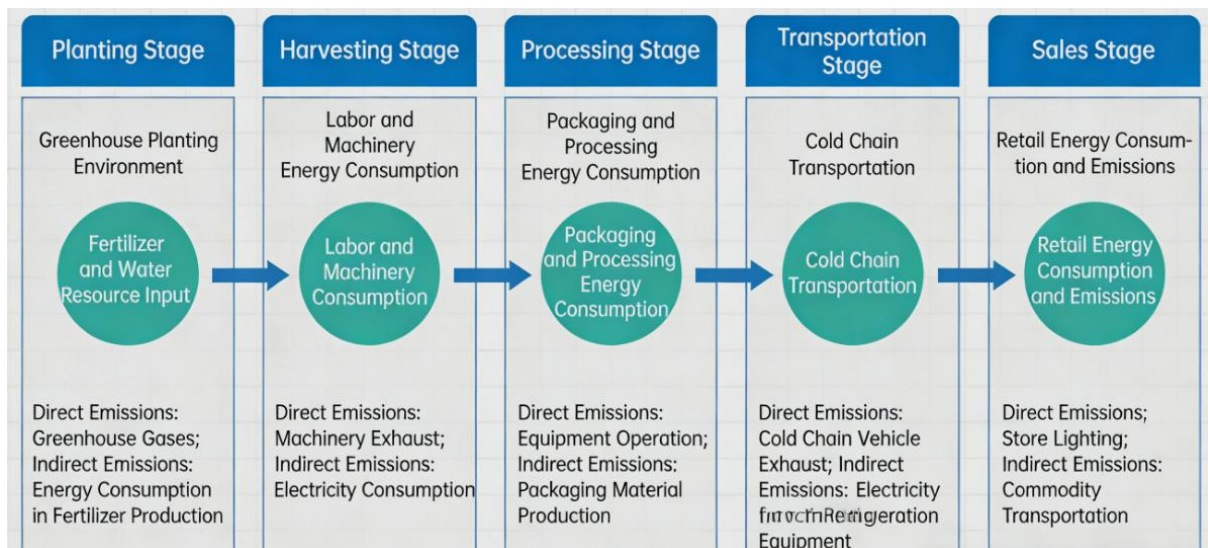 Planting Stage
Harvesting Stage
Processing Stage
Transportation
Stage
Sales Stage
Greenhouse Planting
Environment
Fertilizer
and Water
Resource Input
Direct Emissions:
Greenhouse Gases;
Indirect Emissions:
Energy Consumption
in Fertilizer Production
Labor and
Machinery
Energy Consumption
Labor and
Machinery
Consumption
Direct Emissions:
Machinery Exhaust;
Indirect Emissions:
Electricity Consumption
Packaging and
Processing
Energy Consumption
Packaging
and Processing
Energy
Consumption
Direct Emissions:
Equipment Operation;
Indirect Emissions:
Packaging Material
Production
Cold Chain
Transportation
Cold Chain
Transportation
Direct Emissions:
Cold Chain Vehicle
Exhaust; Indirect
Emissions: Electricity
Equipment
Retail Energy Consum-
tion and Emissions
Retail Energy
Consumption
and Emissions
Direct Emissions;
Store Lighting;
Indirect Emissions:
Commodity
Transportation